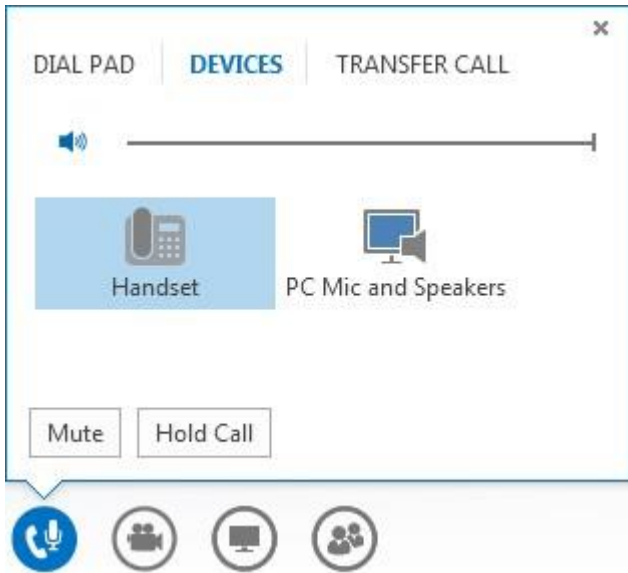 DIAL PAD DEVICES TRANSFER CALL
Handset PC Mic and Speakers
Mute Hold Call